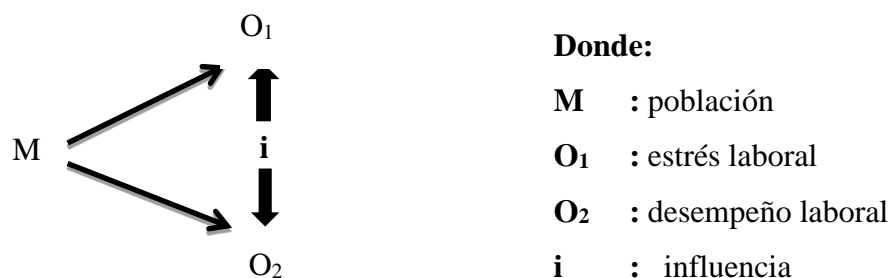 O₁
M
i
O₂
Donde:
M : población
O₁ : estrés laboral
O₂ : desempeño laboral
i : influencia